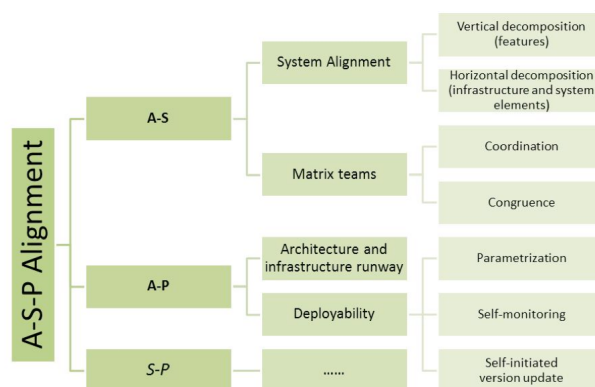 A-S-P Alignment
A-S
System Alignment
Vertical decomposition
(features)
Horizontal decomposition
(infrastructure and system
elements)
Matrix teams
Coordination
Congruence
A-P
Architecture and
infrastructure runway
Deployability
Parametrization
Self-monitoring
Self-initiated
version update
S-P
......